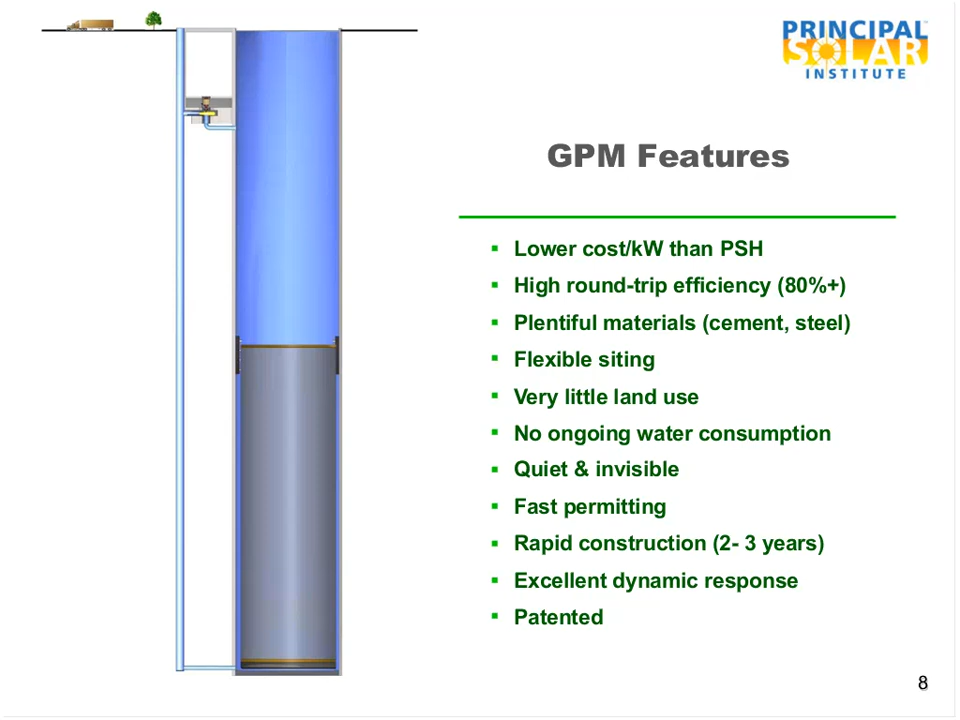 PRINCIPAL™
SOLAR
INSTITUTE
GPM Features
▪ Lower cost/kW than PSH
▪ High round-trip efficiency (80%+)
▪ Plentiful materials (cement, steel)
▪ Flexible siting
▪ Very little land use
▪ No ongoing water consumption
▪ Quiet & invisible
▪ Fast permitting
▪ Rapid construction (2- 3 years)
▪ Excellent dynamic response
▪ Patented
8